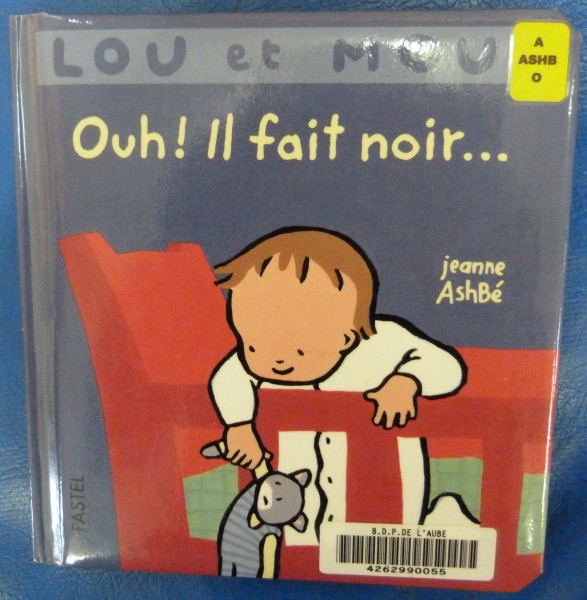 LOU et MOU
A
ASHB
O
Ouh! Il fait noir...
jeanne
AshBé
PASTEL
B.D.P.DE L'AUBE
4262990055